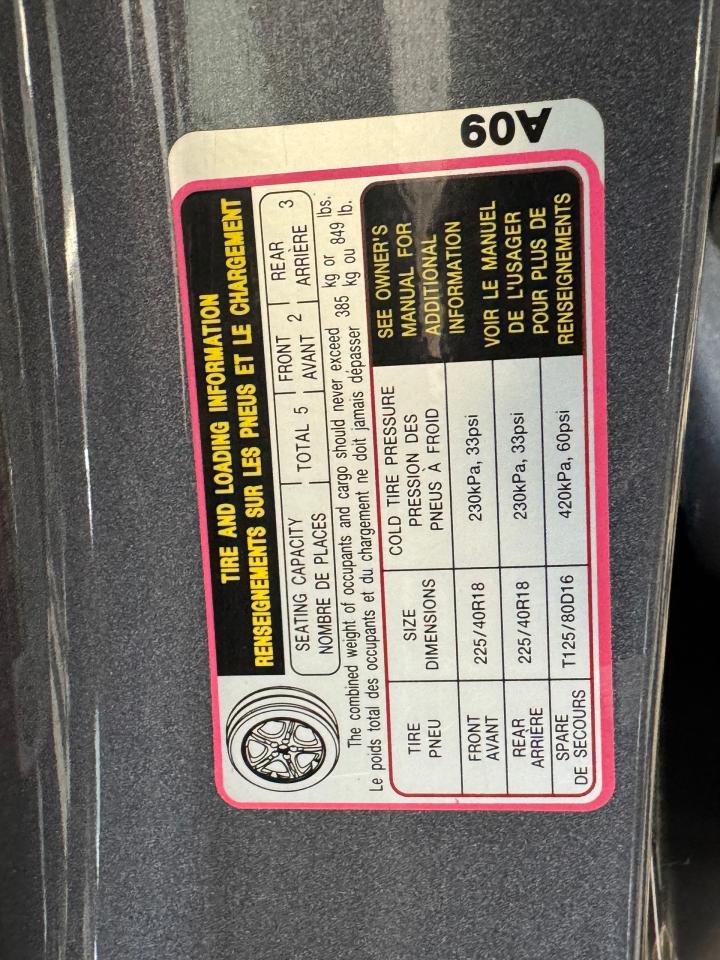 A09
TIRE AND LOADING INFORMATION
RENSEIGNEMENTS SUR LES PNEUS ET LE CHARGEMENT
SEATING CAPACITY
NOMBRE DE PLACES
TOTAL 5
FRONT
AVANT 2
REAR
ARRIÈRE 3
The combined weight of occupants and cargo should never exceed 385 kg or lbs.
Le poids total des occupants et du chargement ne doit jamais dépasser kg ou 849 lb.
TIRE
PNEU
SIZE
DIMENSIONS
COLD TIRE PRESSURE
PRESSION DES
PNEUS À FROID
FRONT
AVANT
225/40R18
230kPa, 33psi
REAR
ARRIÈRE
225/40R18
230kPa, 33psi
SPARE
DE SECOURS
T125/80D16
420kPa, 60psi
SEE OWNER'S
MANUAL FOR
ADDITIONAL
INFORMATION
VOIR LE MANUEL
DE L'USAGER
POUR PLUS DE
RENSEIGNEMENTS